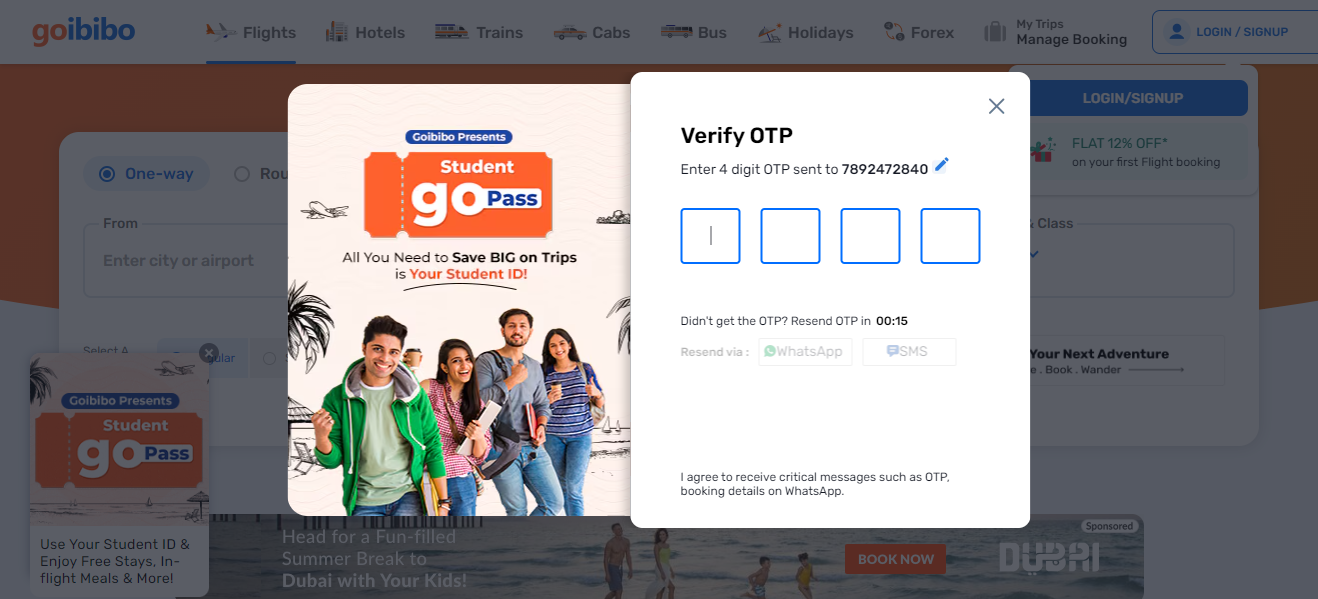 goibibo
Flights
Hotels
Trains
Cabs
Bus
Holidays
Forex
My Trips
Manage Booking
LOGIN / SIGNUP
LOGIN/SIGNUP
FLAT 12% OFF*
on your first Flight booking
One-way
Rou
From
Enter city or airport
& Class
Select A
ular
Your Next Adventure
e . Book . Wander
Goibibo Presents
Student
go Pass
All You Need to Save BIG on Trips
is Your Student ID!
Verify OTP
Enter 4 digit OTP sent to 7892472840
Didn't get the OTP? Resend OTP in 00:15
Resend via :
WhatsApp
SMS
I agree to receive critical messages such as OTP,
booking details on WhatsApp.
Goibibo Presents
Student
go Pass
Use Your Student ID &
Enjoy Free Stays, In-
flight Meals & More!
Head for a Fun-filled
Summer Break to
Dubai with Your Kids!
BOOK NOW
Sponsored
DUBAI